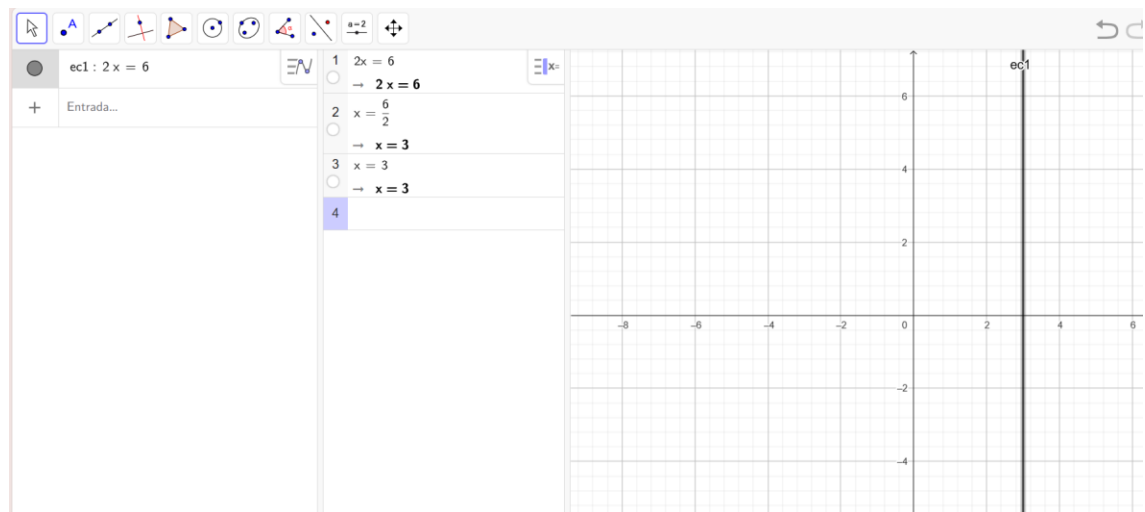 A
a=2
ec1 : 2 x = 6
Entrada...
1 2x = 6
→ 2 x = 6
x=
2 x = 6/2
→ x = 3
3 x = 3
→ x = 3
4
ec1
6
4
2
-8 -6 -4 -2 0 2 4 6
-2
-4